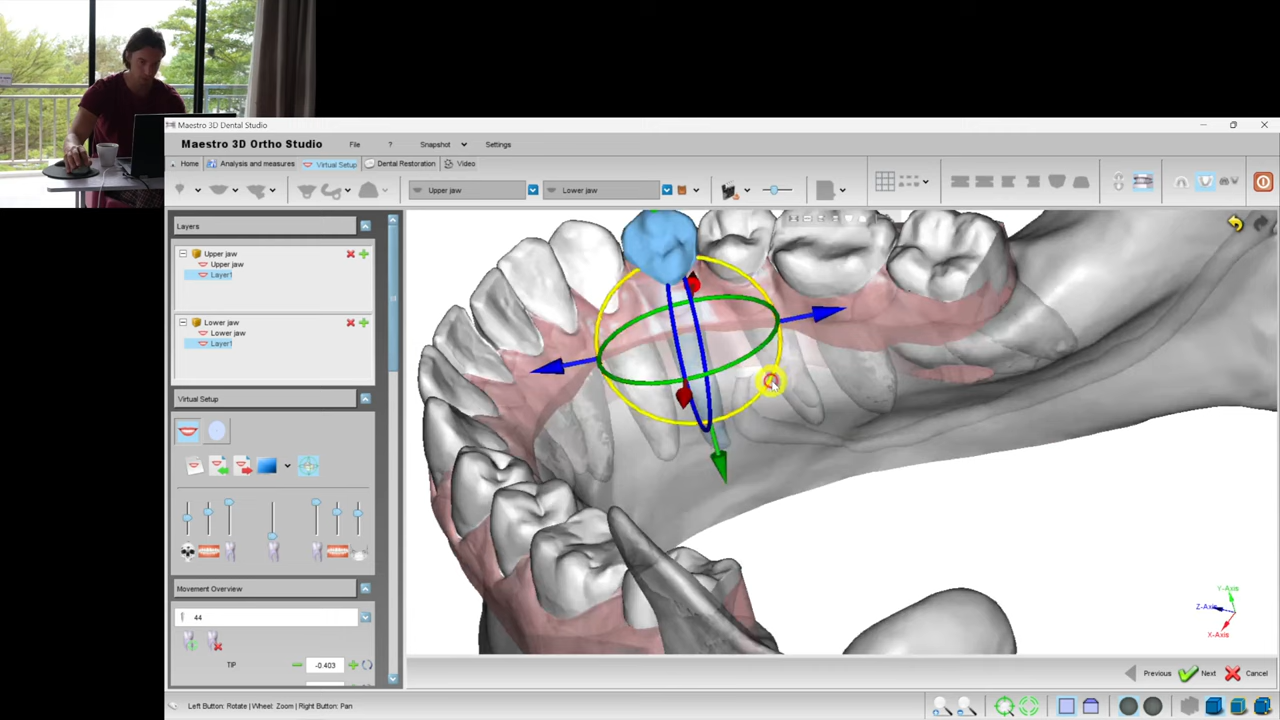 Maestro 3D Dental Studio
Maestro 3D Ortho Studio
File
?
Snapshot
Settings
Home
Analysis and measures
Virtual Setup
Dental Restoration
Video
Upper jaw
Lower jaw
Layers
Upper jaw
Upper jaw
Layer1
Lower jaw
Lower jaw
Layer1
Virtual Setup
Movement Overview
44
TIP
-0.403
Y-Axis
Z-Axis
X-Axis
Previous
Next
Cancel
Left Button: Rotate | Wheel: Zoom | Right Button: Pan